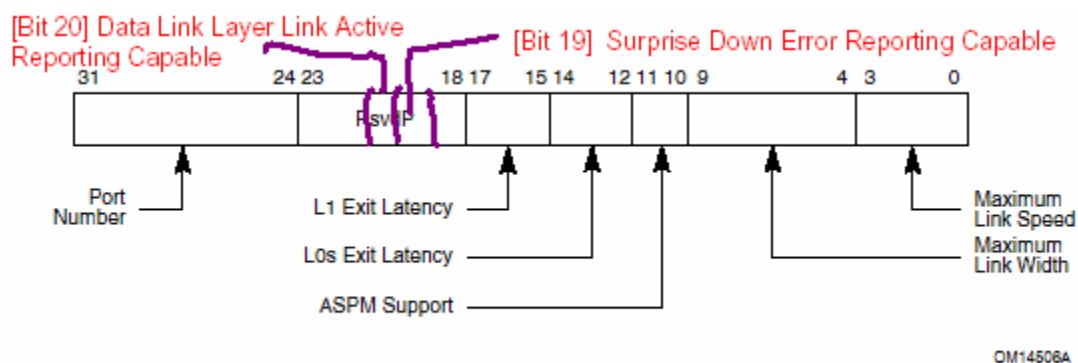 [Bit 20] Data Link Layer Link Active
Reporting Capable
[Bit 19] Surprise Down Error Reporting Capable
31 24 23 18 17 15 14 12 11 10 9 4 3 0
RsvdP
Port
Number
L1 Exit Latency
L0s Exit Latency
ASPM Support
Maximum
Link Speed
Maximum
Link Width
OM14506A